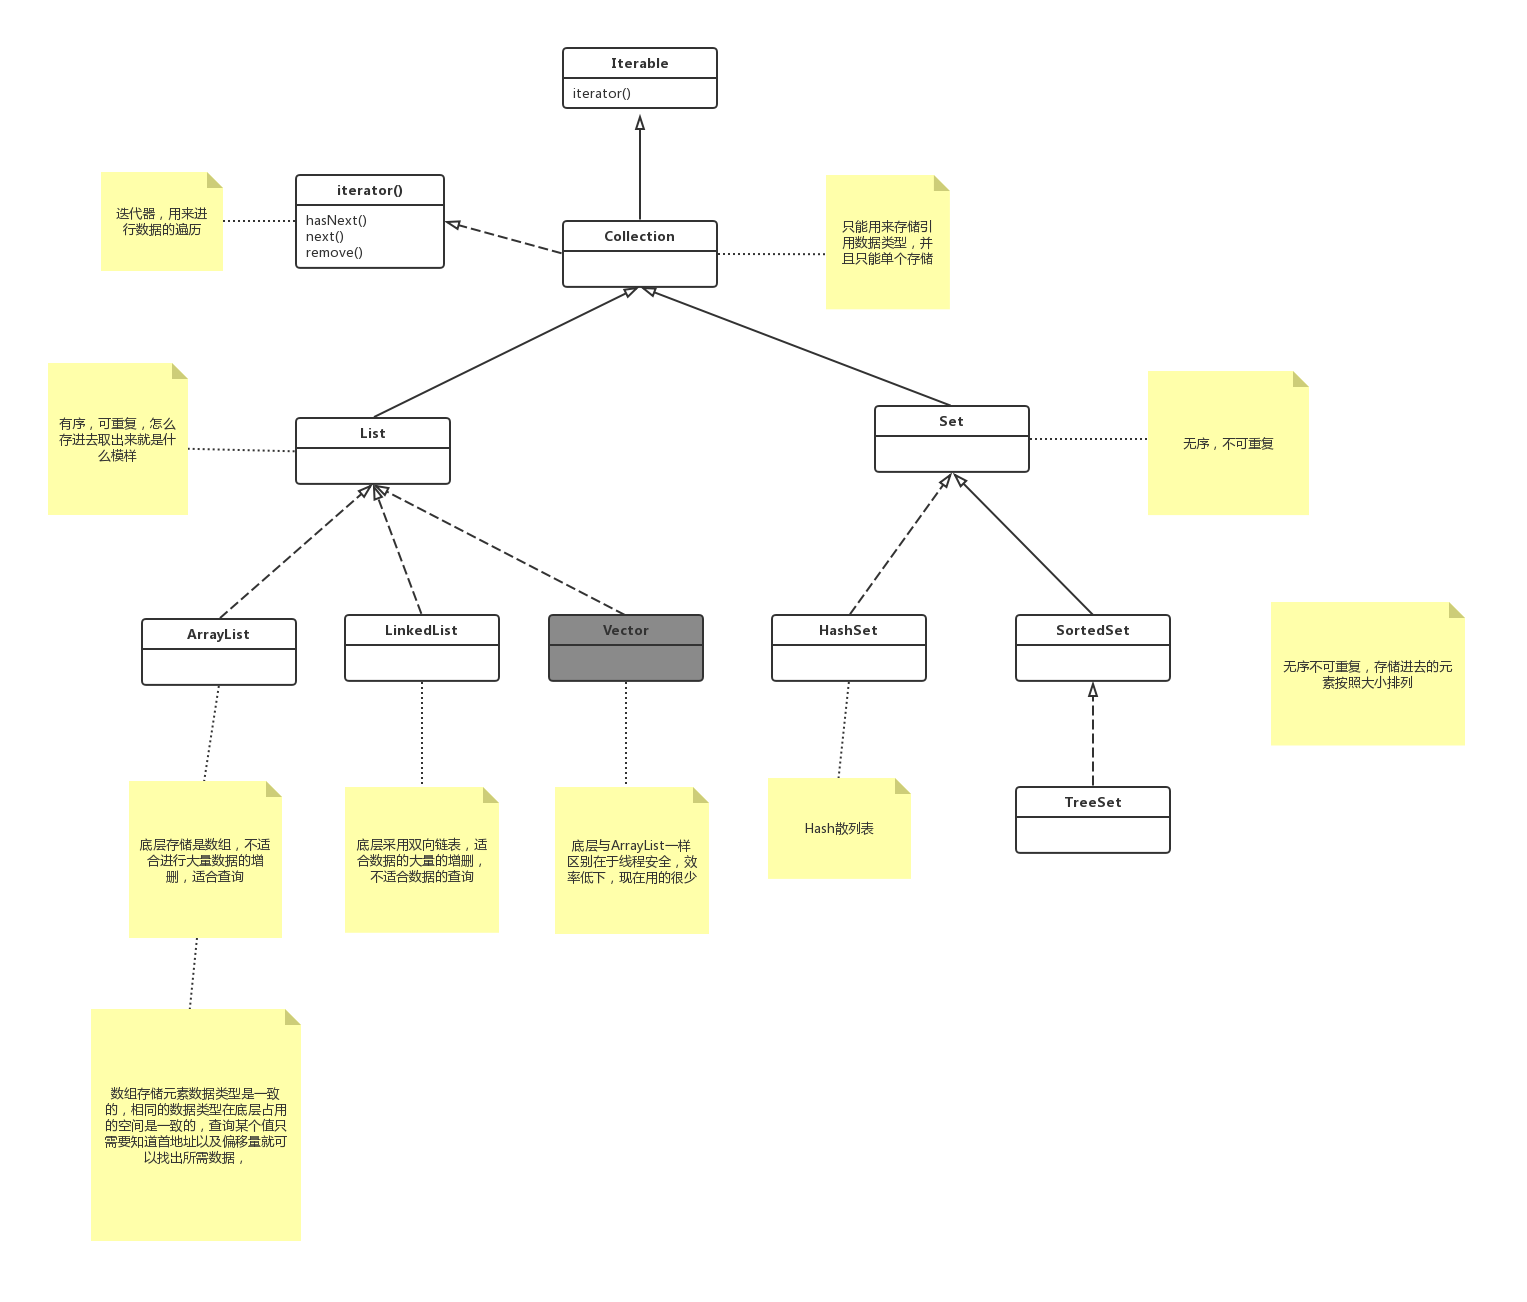 Iterable
iterator()
迭代器，用来进
行数据的遍历
iterator()
hasNext()
next()
remove()
Collection
只能用来存储引
用数据类型，并
且只能单个存储
有序，可重复，怎么
存进去取出来就是什
么模样
List
Set
无序，不可重复
ArrayList
LinkedList
Vector
HashSet
SortedSet
无序不可重复，存储进去的元
素按照大小排列
底层存储是数组，不适
合进行大量数据的增
删，适合查询
底层采用双向链表，适
合数据的大量的增删，
不适合数据的查询
底层与ArrayList一样
区别在于线程安全，效
率低下，现在用的很少
Hash散列表
TreeSet
数组存储元素数据类型是一致
的，相同的数据类型在底层占用
的空间是一致的，查询某个值只
需要知道首地址以及偏移量就可
以找出所需数据，